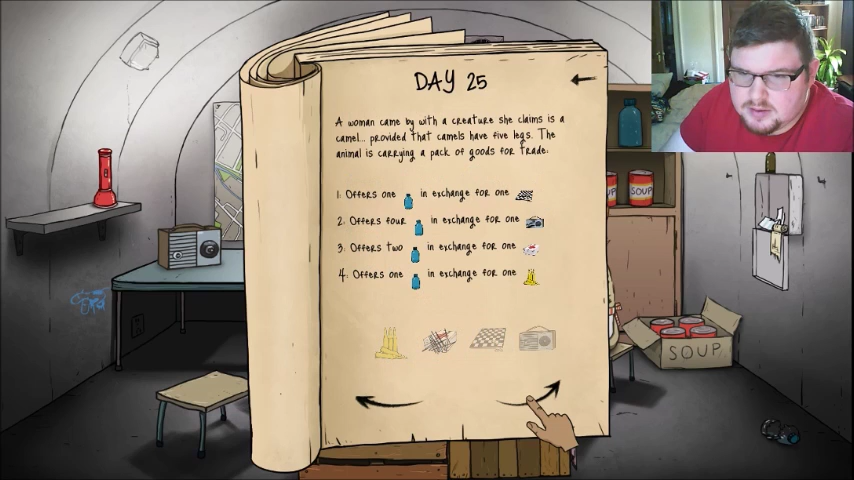 DAY 25
A woman came by with a creature she claims is a
camel... provided that camels have five legs. The
animal is carrying a pack of goods for trade:
1. Offers one in exchange for one
2. Offers four in exchange for one
3. Offers two in exchange for one
4. Offers one in exchange for one
SOUP
SOUP